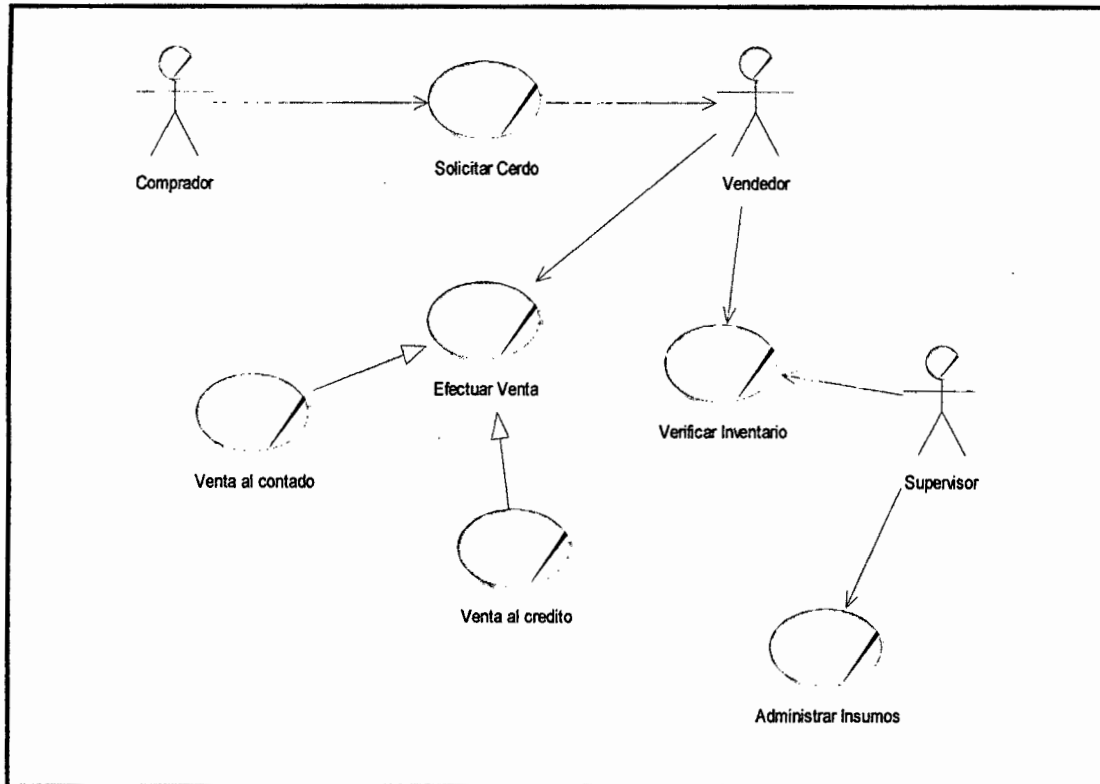 Comprador
Solicitar Cerdo
Vendedor
Efectuar Venta
Verificar Inventario
Venta al contado
Supervisor
Venta al credito
Administrar Insumos